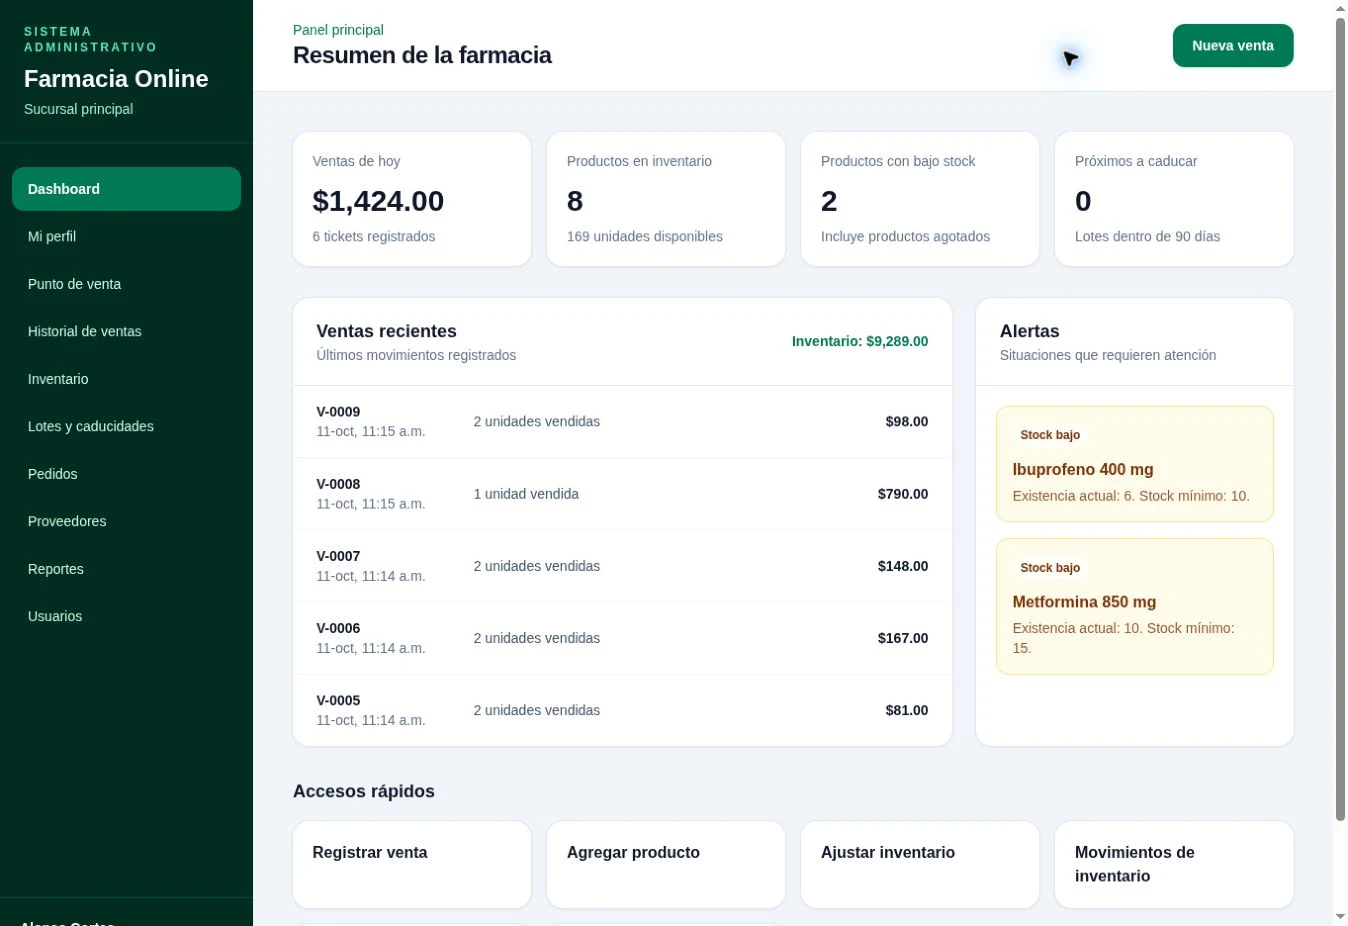 SISTEMA
ADMINISTRATIVO
Farmacia Online
Sucursal principal
Dashboard
Mi perfil
Punto de venta
Historial de ventas
Inventario
Lotes y caducidades
Pedidos
Proveedores
Reportes
Usuarios
Panel principal
Resumen de la farmacia
Nueva venta
Ventas de hoy
$1,424.00
6 tickets registrados
Productos en inventario
8
169 unidades disponibles
Productos con bajo stock
2
Incluye productos agotados
Próximos a caducar
0
Lotes dentro de 90 días
Ventas recientes
Últimos movimientos registrados
Inventario: $9,289.00
V-0009
11-oct, 11:15 a.m.
2 unidades vendidas
$98.00
V-0008
11-oct, 11:15 a.m.
1 unidad vendida
$790.00
V-0007
11-oct, 11:14 a.m.
2 unidades vendidas
$148.00
V-0006
11-oct, 11:14 a.m.
2 unidades vendidas
$167.00
V-0005
11-oct, 11:14 a.m.
2 unidades vendidas
$81.00
Alertas
Situaciones que requieren atención
Stock bajo
Ibuprofeno 400 mg
Existencia actual: 6. Stock mínimo: 10.
Stock bajo
Metformina 850 mg
Existencia actual: 10. Stock mínimo:
15.
Accesos rápidos
Registrar venta
Agregar producto
Ajustar inventario
Movimientos de
inventario